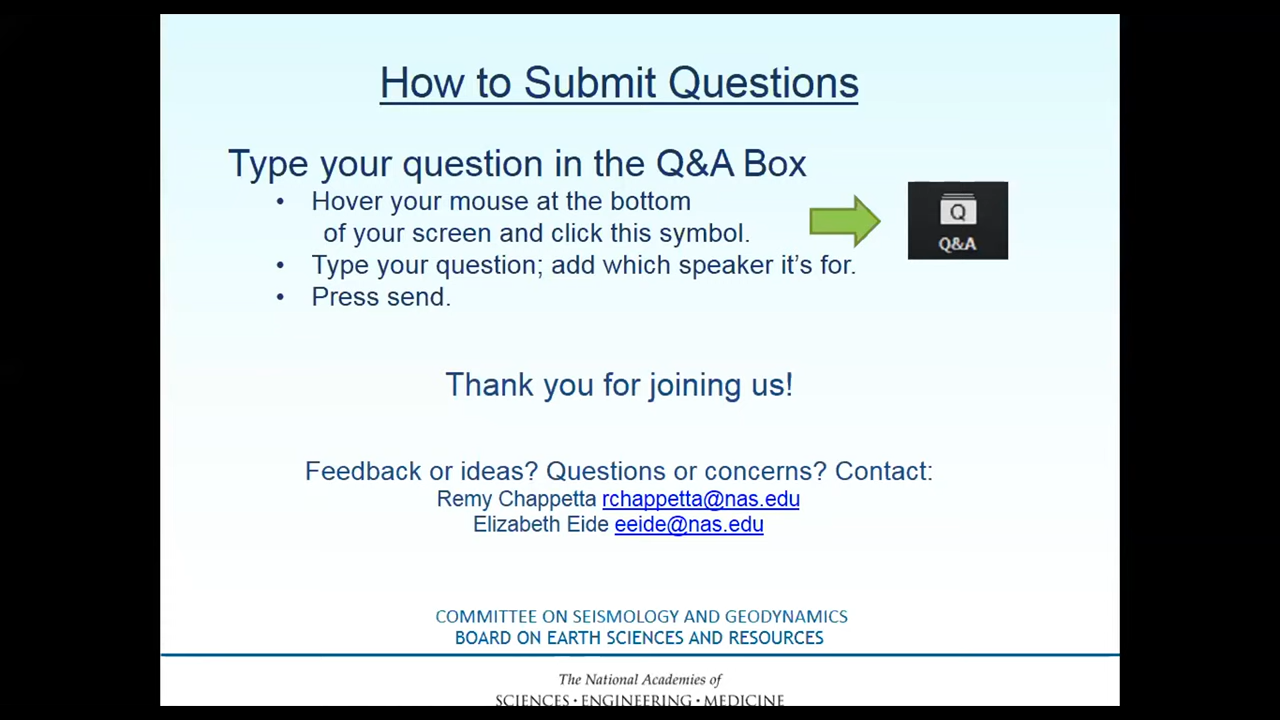 How to Submit Questions
Type your question in the Q&A Box
• Hover your mouse at the bottom
of your screen and click this symbol.
Q
Q&A
• Type your question; add which speaker it's for.
• Press send.
Thank you for joining us!
Feedback or ideas? Questions or concerns? Contact:
Remy Chappetta rchappetta@nas.edu
Elizabeth Eide eeide@nas.edu
COMMITTEE ON SEISMOLOGY AND GEODYNAMICS
BOARD ON EARTH SCIENCES AND RESOURCES
The National Academies of
SCIENCES · ENGINEERING · MEDICINE